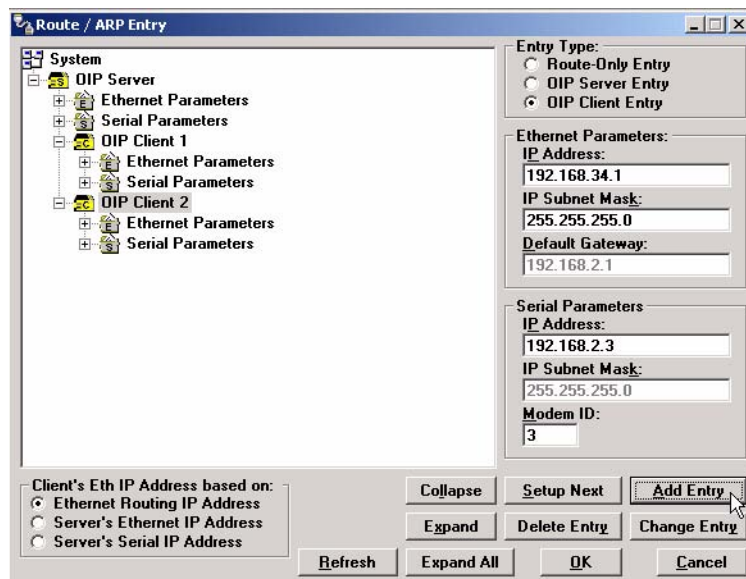 Route / ARP Entry
System
OIP Server
Ethernet Parameters
Serial Parameters
OIP Client 1
Ethernet Parameters
Serial Parameters
OIP Client 2
Ethernet Parameters
Serial Parameters
Entry Type:
Route-Only Entry
OIP Server Entry
OIP Client Entry
Ethernet Parameters:
IP Address:
192.168.34.1
IP Subnet Mask:
255.255.255.0
Default Gateway:
192.168.2.1
Serial Parameters
IP Address:
192.168.2.3
IP Subnet Mask:
255.255.255.0
Modem ID:
3
Client's Eth IP Address based on:
Ethernet Routing IP Address
Server's Ethernet IP Address
Server's Serial IP Address
Collapse Setup Next Add Entry
Expand Delete Entry Change Entry
Refresh Expand All OK Cancel